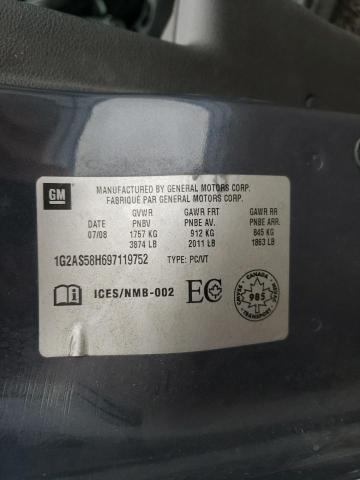 GM
MANUFACTURED BY GENERAL MOTORS CORP.
FABRIQUÉ PAR GENERAL MOTORS CORP.
GVWR GAWR FRT GAWR RR
DATE PNBV PNBE AV. PNBE ARR.
07/08 1757 KG 912 KG 845 KG
3874 LB 2011 LB 1863 LB
1G2AS58H697119752 TYPE: PC/VT
ICES/NMB-002 EC CANADA 985